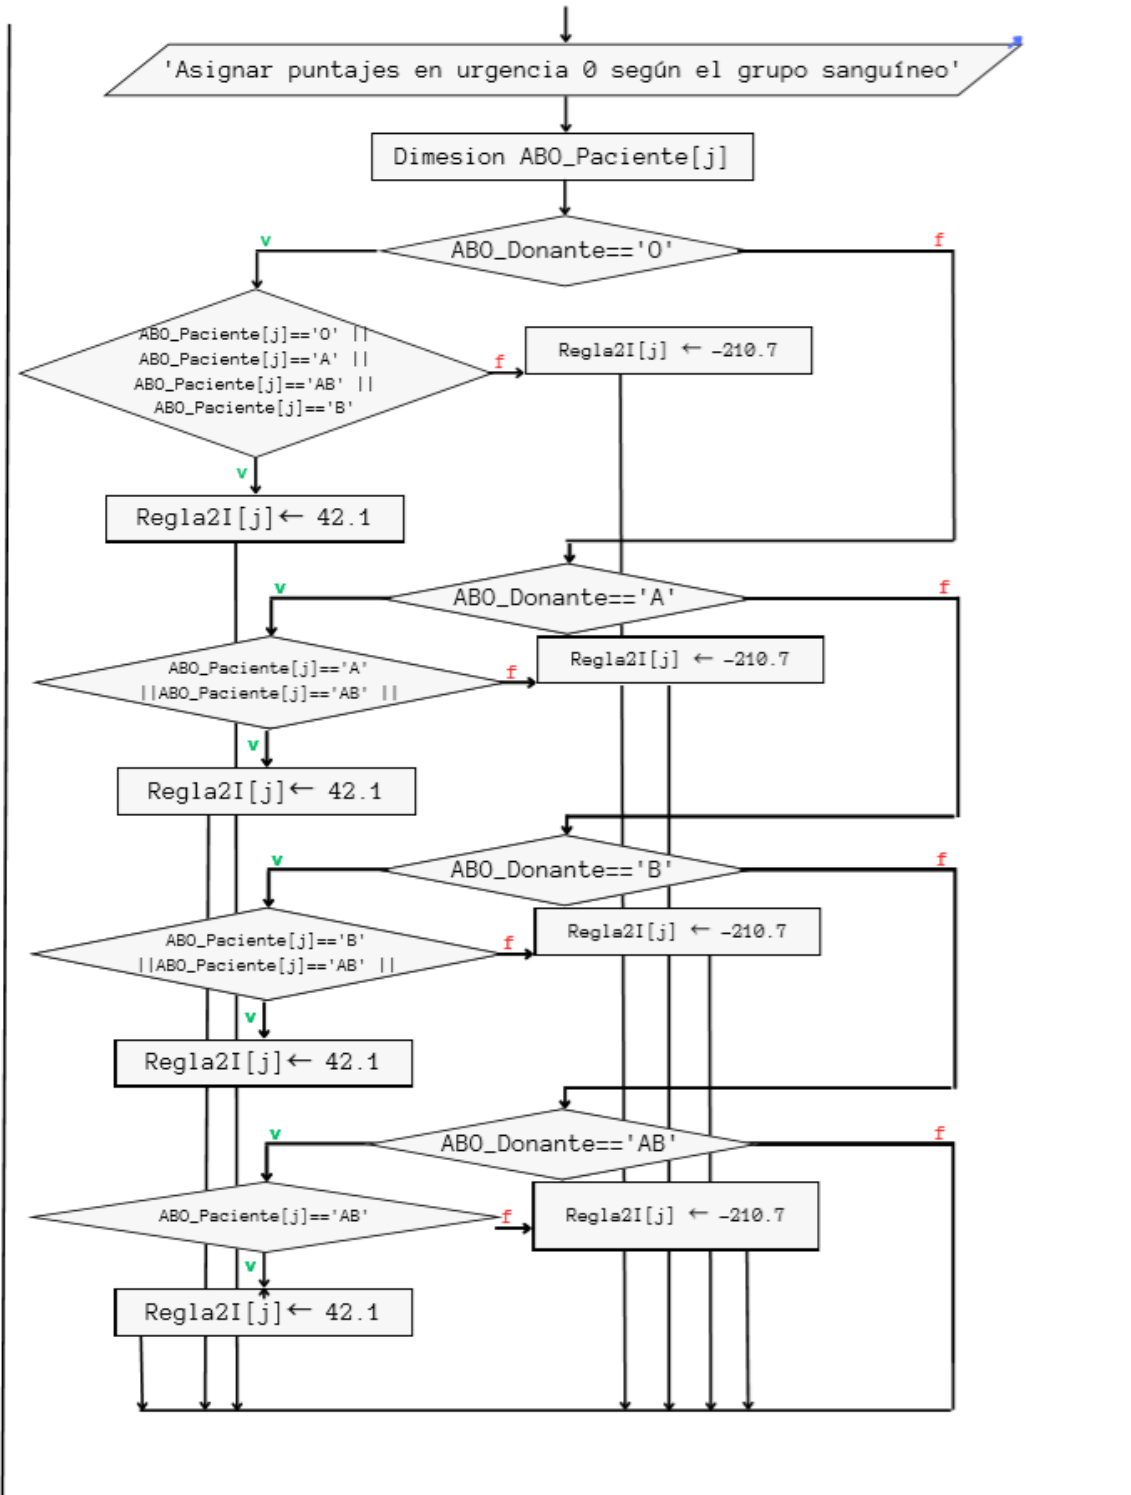 'Asignar puntajes en urgencia 0 según el grupo sanguíneo'
Dimesion ABO_Paciente[j]
ABO_Donante=='O'
v
f
ABO_Paciente[j]=='O' ||
ABO_Paciente[j]=='A' ||
ABO_Paciente[j]=='AB' ||
ABO_Paciente[j]=='B'
f
Regla2I[j] ← -210.7
v
Regla2I[j]← 42.1
ABO_Donante=='A'
v
f
ABO_Paciente[j]=='A'
||ABO_Paciente[j]=='AB' ||
f
Regla2I[j] ← -210.7
v
Regla2I[j]← 42.1
ABO_Donante=='B'
v
f
ABO_Paciente[j]=='B'
||ABO_Paciente[j]=='AB' ||
f
Regla2I[j] ← -210.7
v
Regla2I[j]← 42.1
ABO_Donante=='AB'
v
f
ABO_Paciente[j]=='AB'
f
Regla2I[j] ← -210.7
v
Regla2I[j]← 42.1